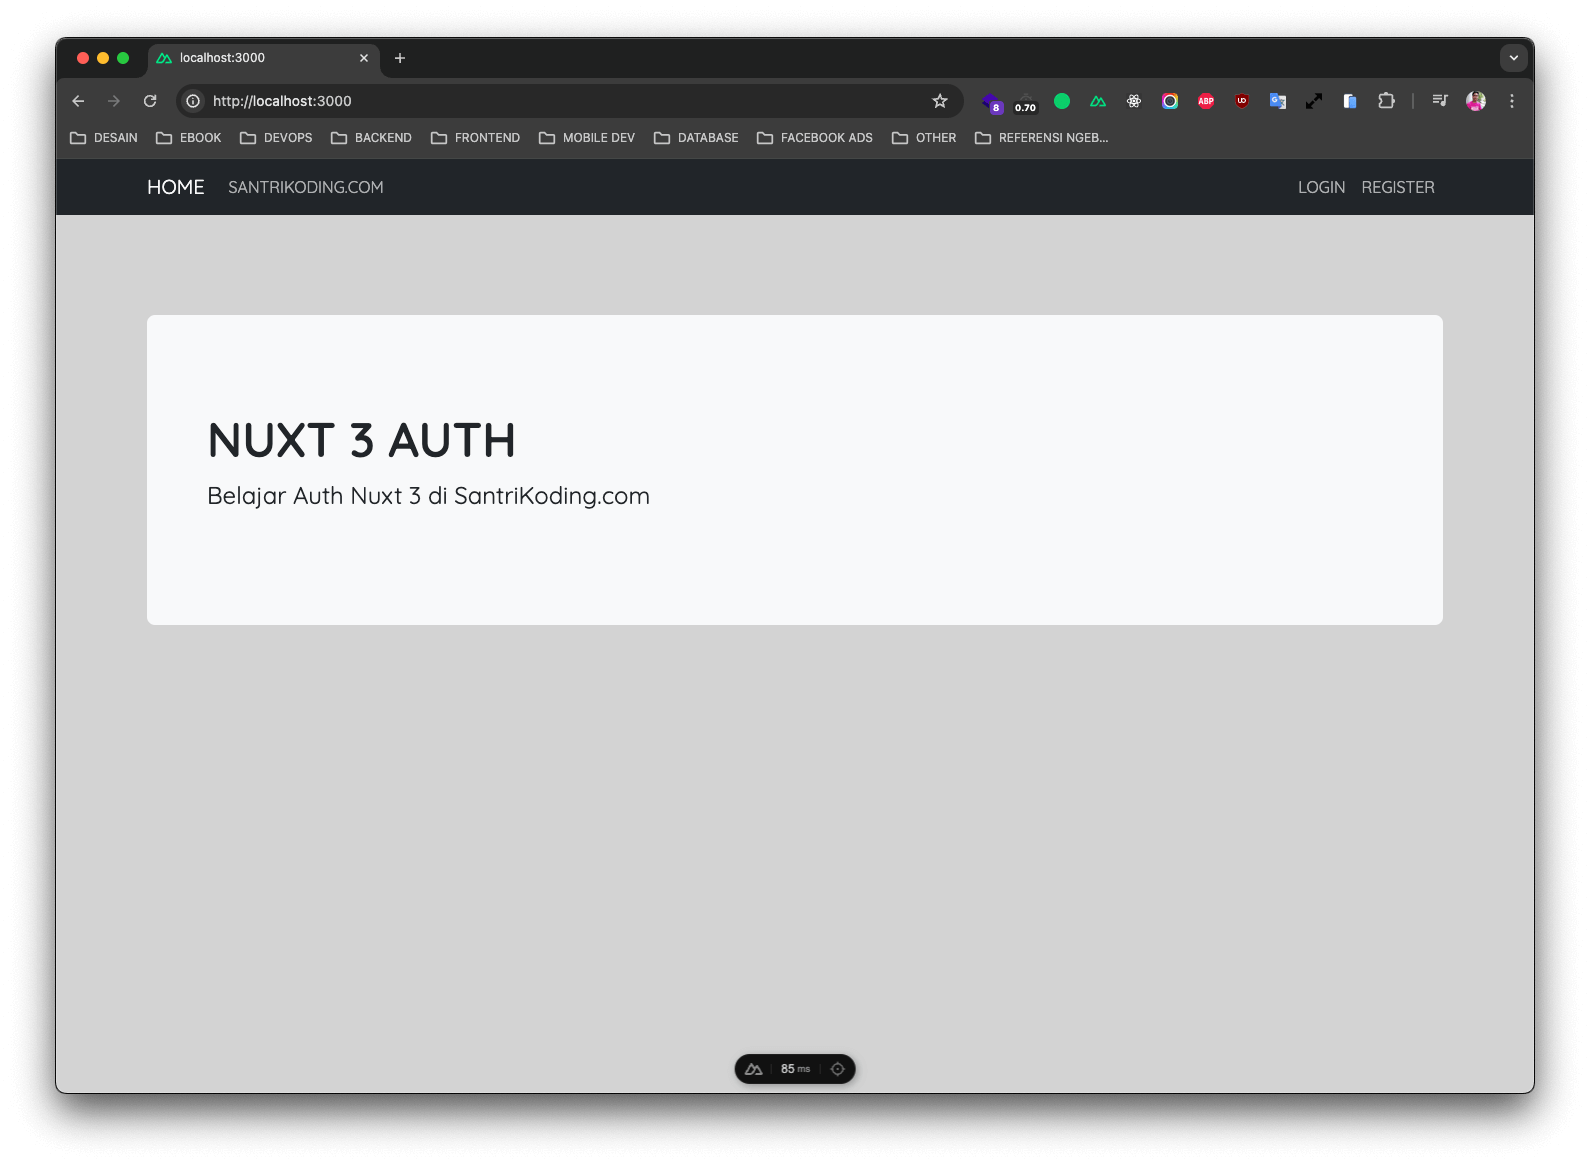 localhost:3000
http://localhost:3000
8
0.70
ABP
DESAIN EBOOK DEVOPS BACKEND FRONTEND MOBILE DEV DATABASE FACEBOOK ADS OTHER REFERENSI NGEB...
HOME SANTRIKODING.COM LOGIN REGISTER
NUXT 3 AUTH
Belajar Auth Nuxt 3 di SantriKoding.com
85 ms